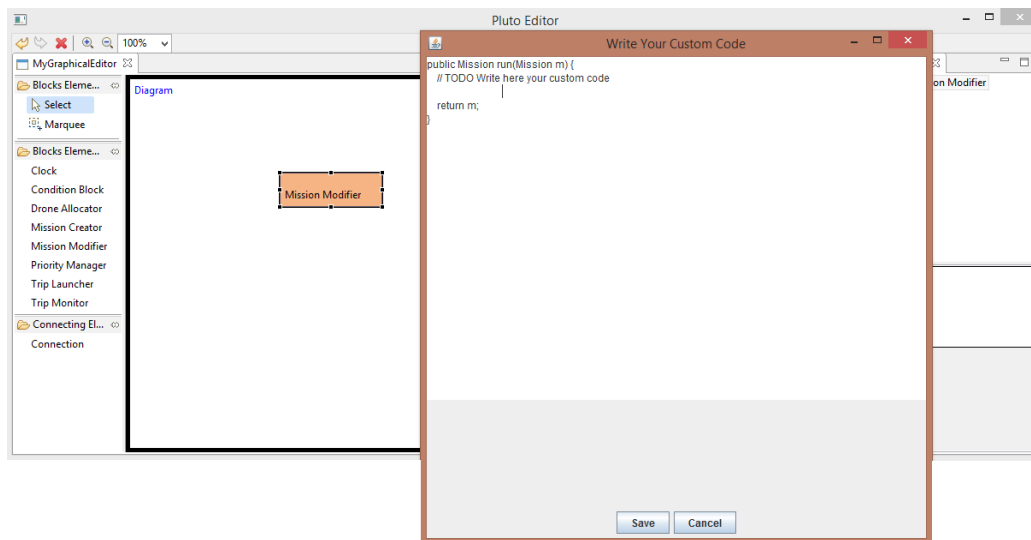 Pluto Editor
100%
MyGraphicalEditor
Blocks Eleme...
Select
Marquee
Blocks Eleme...
Clock
Condition Block
Drone Allocator
Mission Creator
Mission Modifier
Priority Manager
Trip Launcher
Trip Monitor
Connecting El...
Connection
Diagram
Mission Modifier
Write Your Custom Code
public Mission run(Mission m) {
// TODO Write here your custom code
return m;
}
Save Cancel
on Modifier